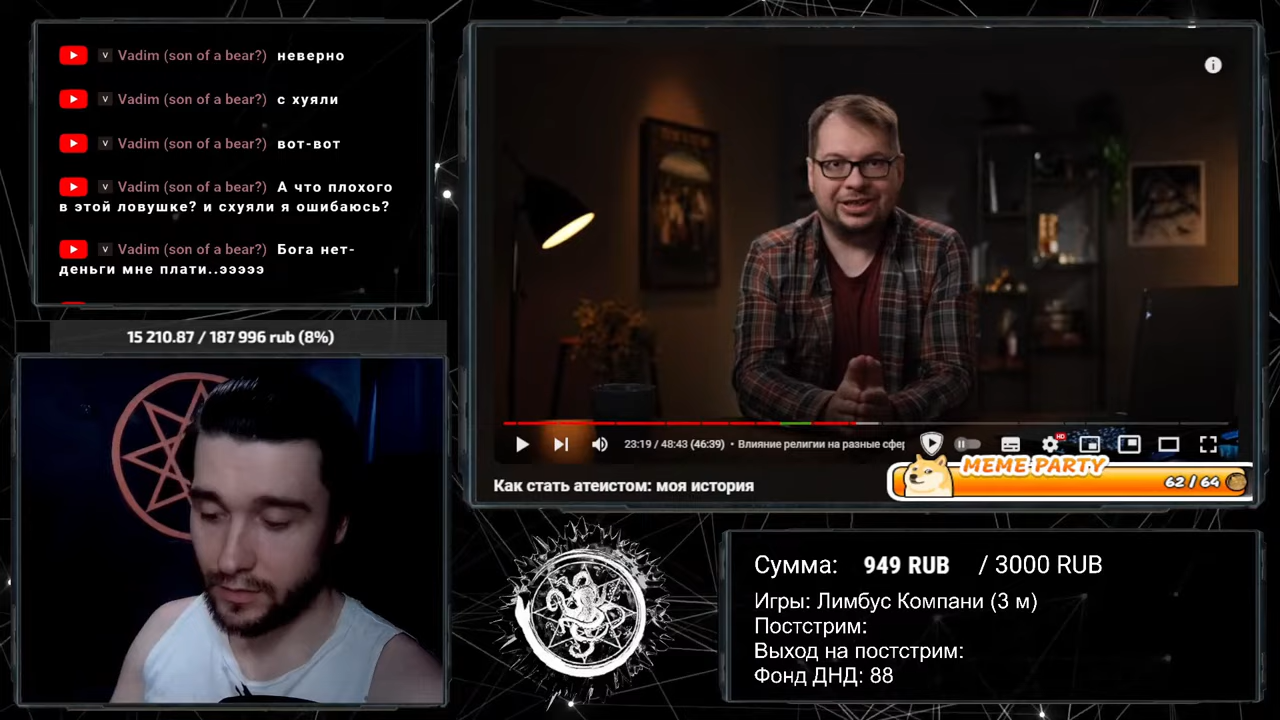 V Vadim (son of a bear?) неверно
V Vadim (son of a bear?) с хуяли
V Vadim (son of a bear?) вот-вот
V Vadim (son of a bear?) А что плохого
в этой ловушке? и схуяли я ошибаюсь?
V Vadim (son of a bear?) Бога нет-
деньги мне плати..эээээ
15 210.87 / 187 996 rub (8%)
23:19 / 48:43 (46:39) • Влияние религии на разные сфер
HD
Как стать атеистом: моя история
MEME PARTY
62 / 64
Сумма: 949 RUB / 3000 RUB
Игры: Лимбус Компани (3 м)
Постстрим:
Выход на постстрим:
Фонд ДНД: 88